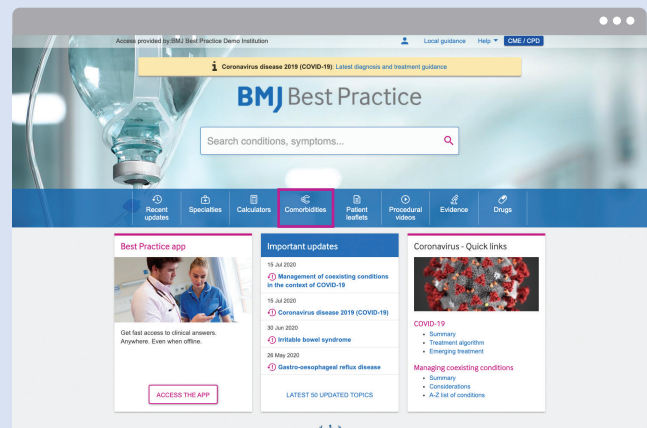 Access provided by BMJ Best Practice Demo Institution
Local guidance Help CME / CPD
Coronavirus disease 2019 (COVID-19): Latest diagnosis and treatment guidance
BMJ Best Practice
Search conditions, symptoms...
Recent updates
Specialties
Calculators
Comorbidities
Patient leaflets
Procedural videos
Evidence
Drugs
Best Practice app
Get fast access to clinical answers.
Anywhere. Even when offline.
ACCESS THE APP
Important updates
15 Jul 2020
Management of coexisting conditions
in the context of COVID-19
15 Jul 2020
Coronavirus disease 2019 (COVID-19)
30 Jun 2020
Irritable bowel syndrome
26 May 2020
Gastro-oesophageal reflux disease
LATEST 50 UPDATED TOPICS
Coronavirus - Quick links
COVID-19
• Summary
• Treatment algorithm
• Emerging treatment
Managing coexisting conditions
• Summary
• Considerations
• A-Z list of conditions